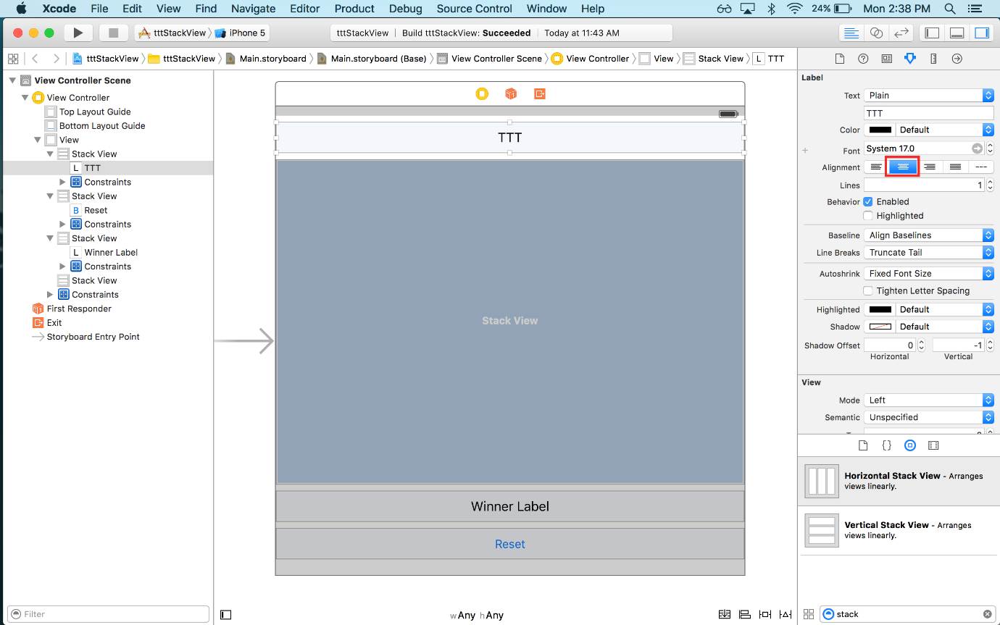 Xcode File Edit View Find Navigate Editor Product Debug Source Control Window Help 24% Mon 2:38 PM
tttStackView iPhone 5 tttStackView Build tttStackView: Succeeded Today at 11:43 AM
tttStackView tttStackView Main.storyboard Main.storyboard (Base) View Controller Scene View Controller View Stack View L TTT
View Controller Scene
View Controller
Top Layout Guide
Bottom Layout Guide
View
Stack View
L TTT
Constraints
Stack View
B Reset
Constraints
Stack View
L Winner Label
Constraints
Stack View
Constraints
First Responder
Exit
Storyboard Entry Point
Filter
TTT
Stack View
Winner Label
Reset
wAny hAny
Label
Text Plain
TTT
Color Default
+ Font System 17.0
Alignment
Lines 1
Behavior Enabled
Highlighted
Baseline Align Baselines
Line Breaks Truncate Tail
Autoshrink Fixed Font Size
Tighten Letter Spacing
Highlighted Default
Shadow Default
Shadow Offset 0 -1
Horizontal Vertical
View
Mode Left
Semantic Unspecified
Horizontal Stack View - Arranges
views linearly.
Vertical Stack View - Arranges
views linearly.
stack